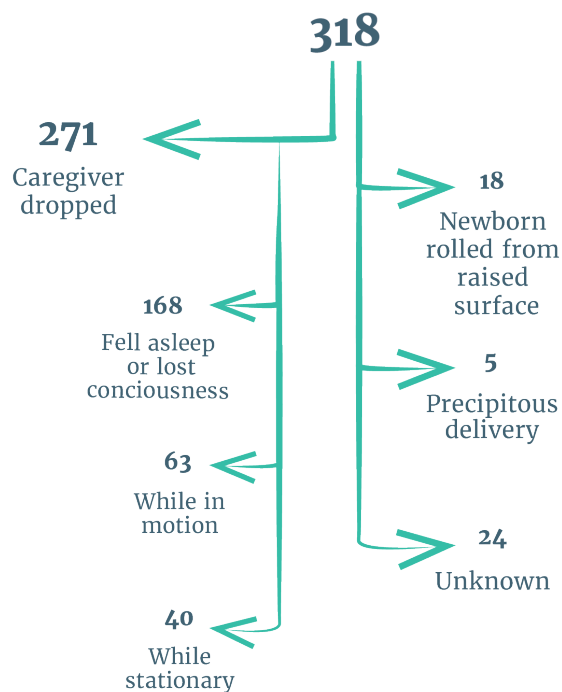 318
271
Caregiver
dropped
18
Newborn
rolled from
raised
surface
168
Fell asleep
or lost
conciousness
5
Precipitous
delivery
63
While in
motion
24
Unknown
40
While
stationary